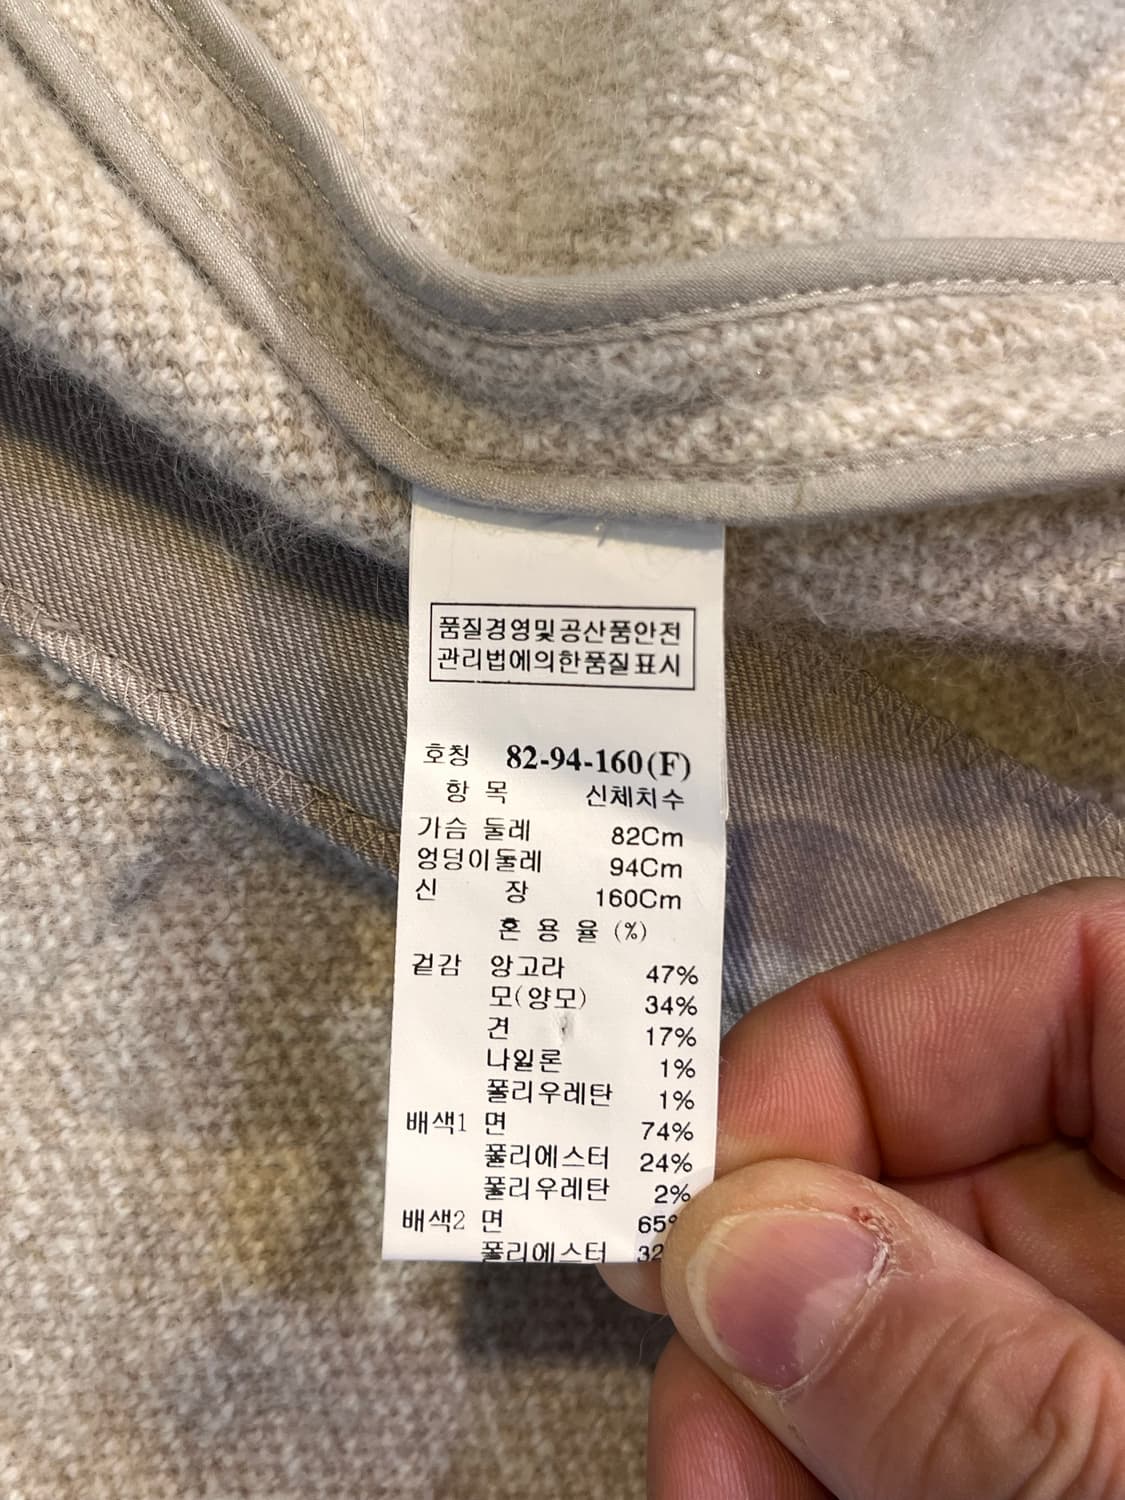 품질경영및공산품안전
관리법에의한품질표시
호칭 82-94-160(F)
항 목 신체치수
가슴 둘레 82Cm
엉덩이둘레 94Cm
신 장 160Cm
혼 용 율 (%)
겉감 앙고라 47%
모(양모) 34%
견 17%
나일론 1%
폴리우레탄 1%
배색1 면 74%
폴리에스터 24%
폴리우레탄 2%
배색2 면 65%
폴리에스터 32